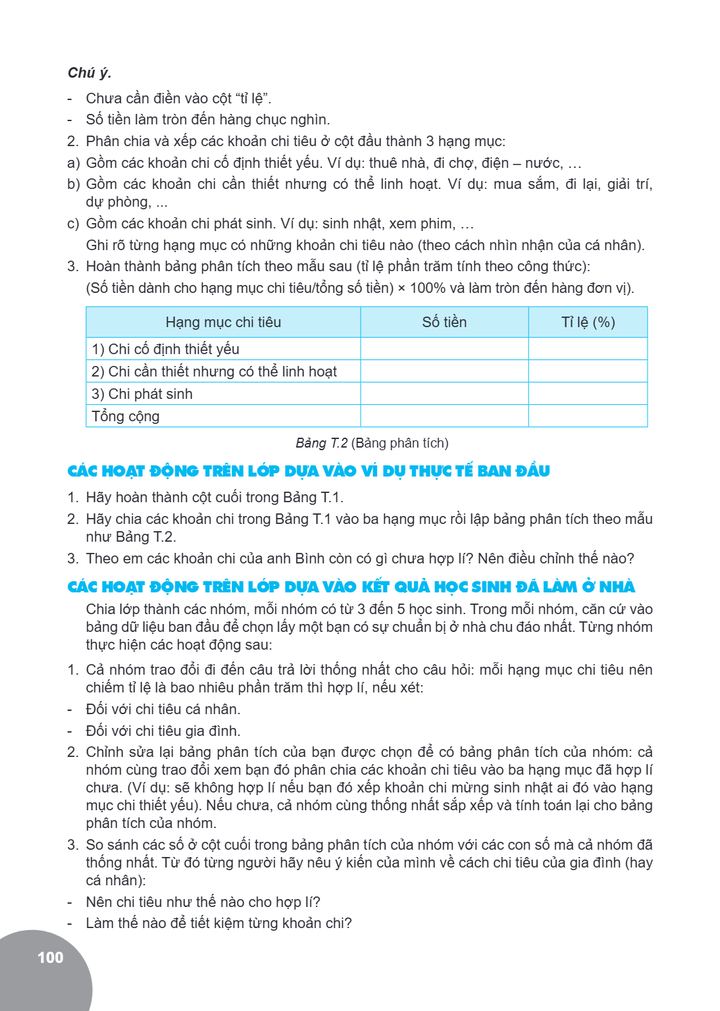 Chú ý.
- Chưa cần điền vào cột “tỉ lệ”.
- Số tiền làm tròn đến hàng chục nghìn.
2. Phân chia và xếp các khoản chi tiêu ở cột đầu thành 3 hạng mục:
a) Gồm các khoản chi cố định thiết yếu. Ví dụ: thuê nhà, đi chợ, điện – nước, …
b) Gồm các khoản chi cần thiết nhưng có thể linh hoạt. Ví dụ: mua sắm, đi lại, giải trí,
dự phòng, ...
c) Gồm các khoản chi phát sinh. Ví dụ: sinh nhật, xem phim, …
Ghi rõ từng hạng mục có những khoản chi tiêu nào (theo cách nhìn nhận của cá nhân).
3. Hoàn thành bảng phân tích theo mẫu sau (tỉ lệ phần trăm tính theo công thức):
(Số tiền dành cho hạng mục chi tiêu/tổng số tiền) × 100% và làm tròn đến hàng đơn vị).
Hạng mục chi tiêu Số tiền Tỉ lệ (%)
1) Chi cố định thiết yếu
2) Chi cần thiết nhưng có thể linh hoạt
3) Chi phát sinh
Tổng cộng
Bảng T.2 (Bảng phân tích)
CÁC HOẠT ĐỘNG TRÊN LỚP DỰA VÀO VÍ DỤ THỰC TẾ BAN ĐẦU
1. Hãy hoàn thành cột cuối trong Bảng T.1.
2. Hãy chia các khoản chi trong Bảng T.1 vào ba hạng mục rồi lập bảng phân tích theo mẫu
như Bảng T.2.
3. Theo em các khoản chi của anh Bình còn có gì chưa hợp lí? Nên điều chỉnh thế nào?
CÁC HOẠT ĐỘNG TRÊN LỚP DỰA VÀO KẾT QUẢ HỌC SINH ĐÃ LÀM Ở NHÀ
Chia lớp thành các nhóm, mỗi nhóm có từ 3 đến 5 học sinh. Trong mỗi nhóm, căn cứ vào
bảng dữ liệu ban đầu để chọn lấy một bạn có sự chuẩn bị ở nhà chu đáo nhất. Từng nhóm
thực hiện các hoạt động sau:
1. Cả nhóm trao đổi đi đến câu trả lời thống nhất cho câu hỏi: mỗi hạng mục chi tiêu nên
chiếm tỉ lệ là bao nhiêu phần trăm thì hợp lí, nếu xét:
- Đối với chi tiêu cá nhân.
- Đối với chi tiêu gia đình.
2. Chỉnh sửa lại bảng phân tích của bạn được chọn để có bảng phân tích của nhóm: cả
nhóm cùng trao đổi xem bạn đó phân chia các khoản chi tiêu vào ba hạng mục đã hợp lí
chưa. (Ví dụ: sẽ không hợp lí nếu bạn đó xếp khoản chi mừng sinh nhật ai đó vào hạng
mục chi thiết yếu). Nếu chưa, cả nhóm cùng thống nhất sắp xếp và tính toán lại cho bảng
phân tích của nhóm.
3. So sánh các số ở cột cuối trong bảng phân tích của nhóm với các con số mà cả nhóm đã
thống nhất. Từ đó từng người hãy nêu ý kiến của mình về cách chi tiêu của gia đình (hay
cá nhân):
- Nên chi tiêu như thế nào cho hợp lí?
- Làm thế nào để tiết kiệm từng khoản chi?
100